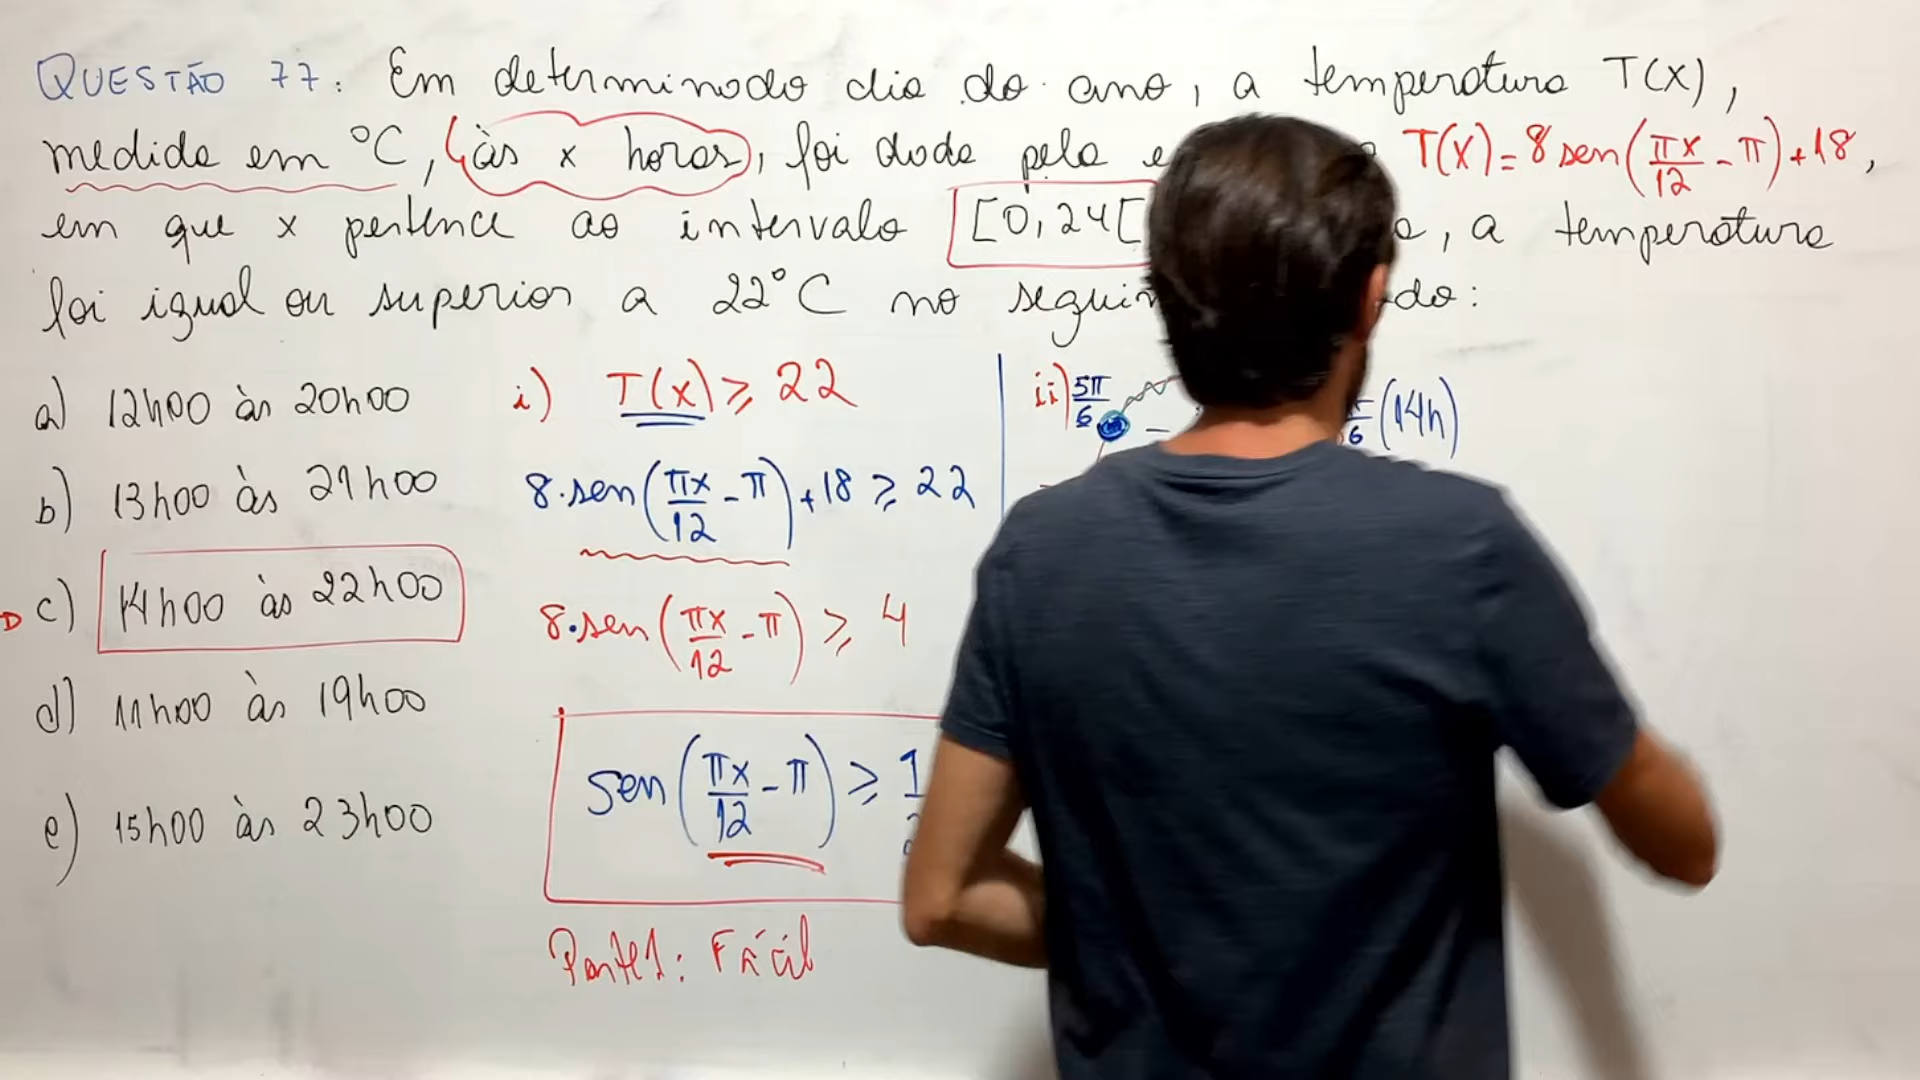 QUESTÃO 77: Em determinado dia do ano, a temperatura T(x),
medida em °C, (às x horas), foi dada pela T(x) = 8 sen(πx/12 - π) + 18,
em que x pertence ao intervalo [0,24[ , a temperatura
foi igual ou superior a 22°C no
a) 12h00 às 20h00
b) 13h00 às 21h00
c) 14h00 às 22h00
d) 11h00 às 19h00
e) 15h00 às 23h00
i) T(x) ≥ 22
8·sen(πx/12 - π) + 18 ≥ 22
8·sen(πx/12 - π) ≥ 4
sen(πx/12 - π) ≥ 1
Parte 1: Fácil
ii) 5π/6
6 (14h)